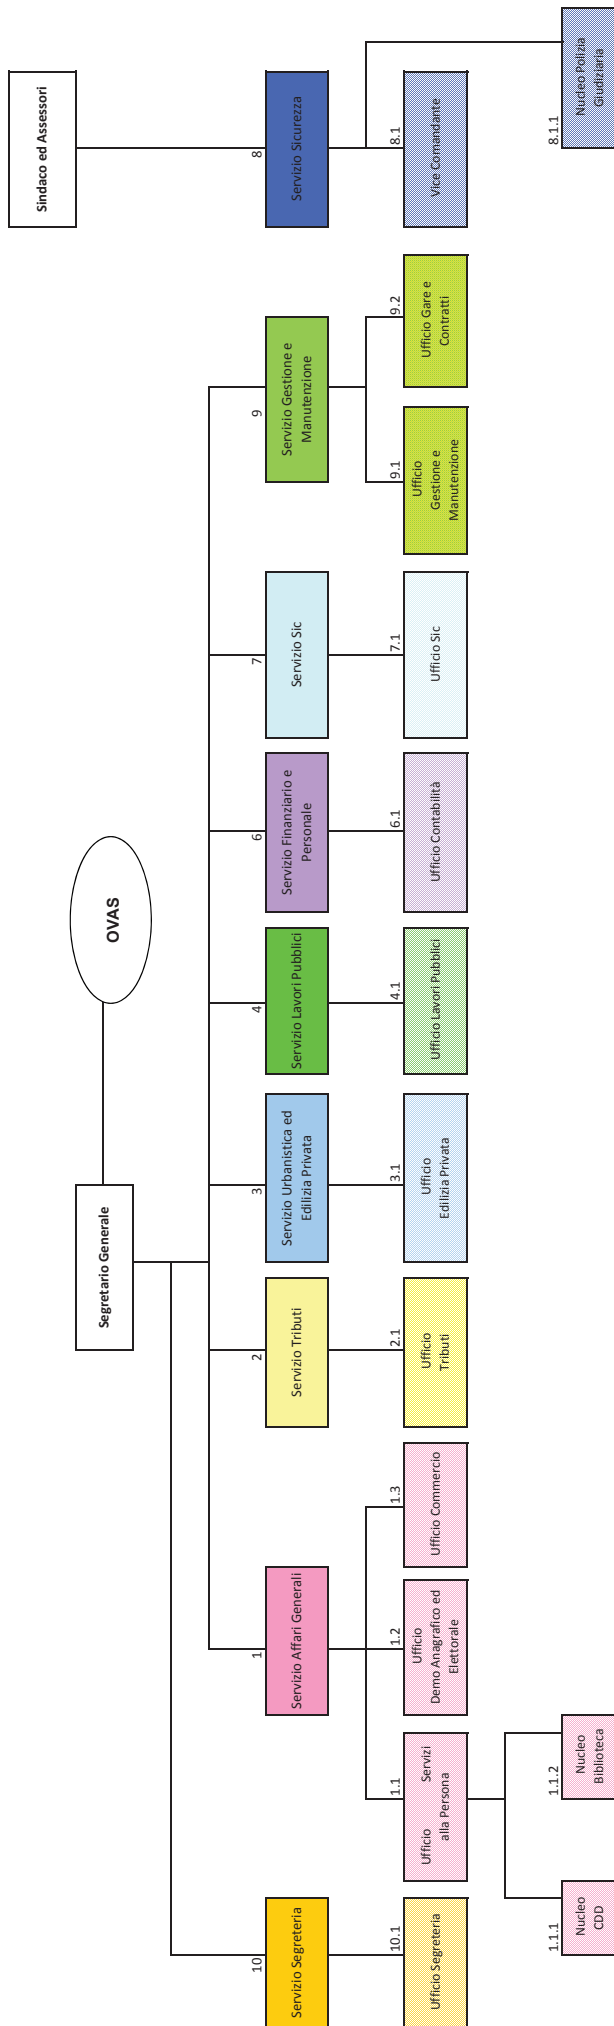 Sindaco ed Assessori
OVAS
Segretario Generale
10
Servizio Segreteria
1
Servizio Affari Generali
2
Servizio Tributi
3
Servizio Urbanistica ed
Edilizia Privata
4
Servizio Lavori Pubblici
6
Servizio Finanziario e
Personale
7
Servizio Sic
9
Servizio Gestione e
Manutenzione
8
Servizio Sicurezza
10.1
Ufficio Segreteria
1.1
Ufficio Servizi
alla Persona
1.2
Ufficio
Demo Anagrafico ed
Elettorale
1.3
Ufficio Commercio
2.1
Ufficio
Tributi
3.1
Ufficio
Edilizia Privata
4.1
Ufficio Lavori Pubblici
6.1
Ufficio Contabilità
7.1
Ufficio Sic
9.1
Ufficio
Gestione e
Manutenzione
9.2
Ufficio Gare e
Contratti
8.1
Vice Comandante
1.1.1
Nucleo
CDD
1.1.2
Nucleo
Biblioteca
8.1.1
Nucleo Polizia
Giudiziaria